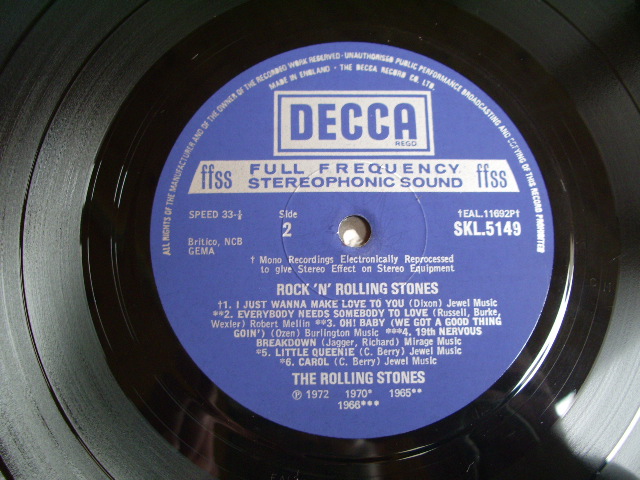 ALL RIGHTS OF THE MANUFACTURER AND OF THE OWNER OF THE RECORDED WORK RESERVED · UNAUTHORISED PUBLIC PERFORMANCE BROADCASTING AND COPYING OF THIS RECORD PROHIBITED
MADE IN ENGLAND · THE DECCA RECORD CO. LTD.
DECCA
REGD
ffss FULL FREQUENCY STEREOPHONIC SOUND ffss
SPEED 33-⅓ Side 2 †EAL.11692P†
SKL.5149
Britico, NCB
GEMA
† Mono Recordings Electronically Reprocessed
to give Stereo Effect on Stereo Equipment
ROCK 'N' ROLLING STONES
†1. I JUST WANNA MAKE LOVE TO YOU (Dixon) Jewel Music
**2. EVERYBODY NEEDS SOMEBODY TO LOVE (Russell, Burke,
Wexler) Robert Mellin **3. OH! BABY (WE GOT A GOOD THING
GOIN') (Ozen) Burlington Music ***4. 19th NERVOUS
BREAKDOWN (Jagger, Richard) Mirage Music
*5. LITTLE QUEENIE (C. Berry) Jewel Music
*6. CAROL (C. Berry) Jewel Music
THE ROLLING STONES
℗ 1972 1970* 1965**
1966***